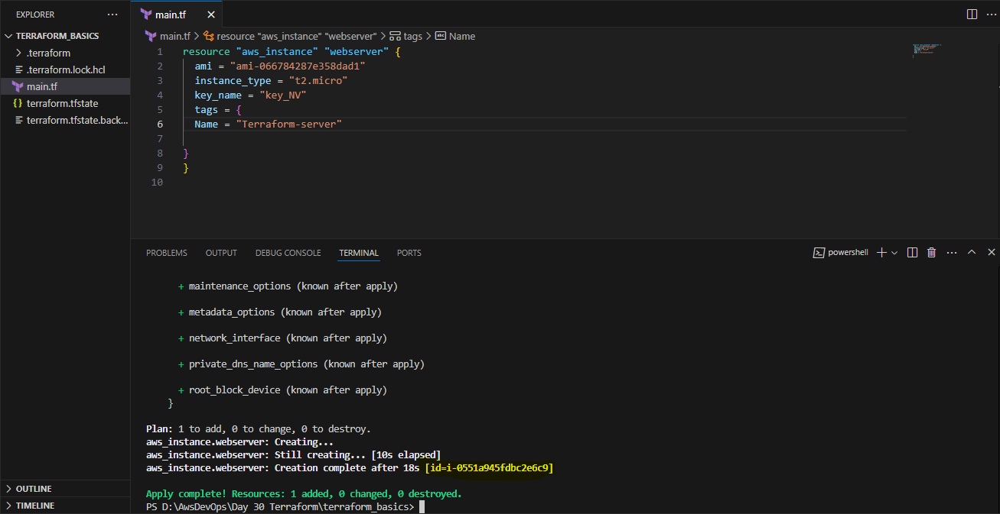 EXPLORER
TERRAFORM_BASICS
.terraform
.terraform.lock.hcl
main.tf
terraform.tfstate
terraform.tfstate.back...
OUTLINE
TIMELINE
main.tf
main.tf > resource "aws_instance" "webserver" > tags > abc Name
1 resource "aws_instance" "webserver" {
2 ami = "ami-066784287e358dad1"
3 instance_type = "t2.micro"
4 key_name = "key_NV"
5 tags = {
6 Name = "Terraform-server"
7
8 }
9 }
10
PROBLEMS OUTPUT DEBUG CONSOLE TERMINAL PORTS
powershell
+ maintenance_options (known after apply)
+ metadata_options (known after apply)
+ network_interface (known after apply)
+ private_dns_name_options (known after apply)
+ root_block_device (known after apply)
}
Plan: 1 to add, 0 to change, 0 to destroy.
aws_instance.webserver: Creating...
aws_instance.webserver: Still creating... [10s elapsed]
aws_instance.webserver: Creation complete after 18s [id=i-0551a945fdbc2e6c9]
Apply complete! Resources: 1 added, 0 changed, 0 destroyed.
PS D:\AwsDevOps\Day 30 Terraform\terraform_basics>